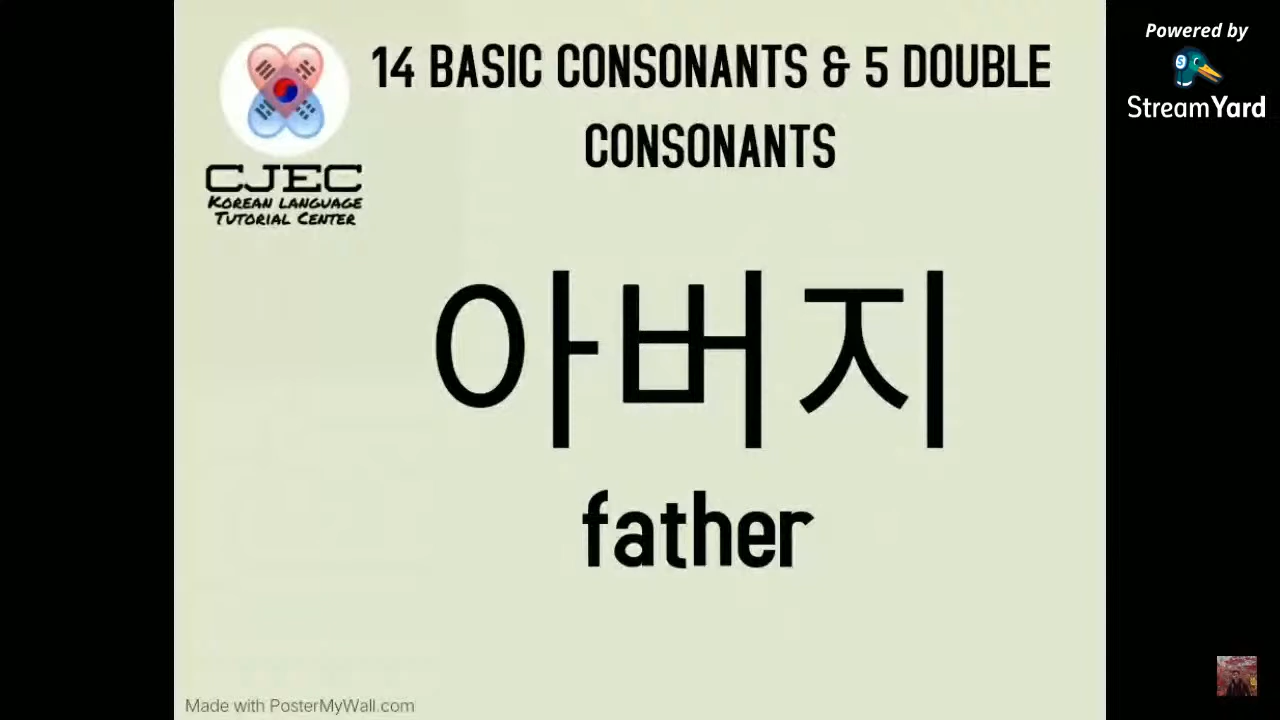 Powered by
StreamYard
14 BASIC CONSONANTS & 5 DOUBLE
CONSONANTS
CJEC
KOREAN LANGUAGE
TUTORIAL CENTER
아버지
father
Made with PosterMyWall.com